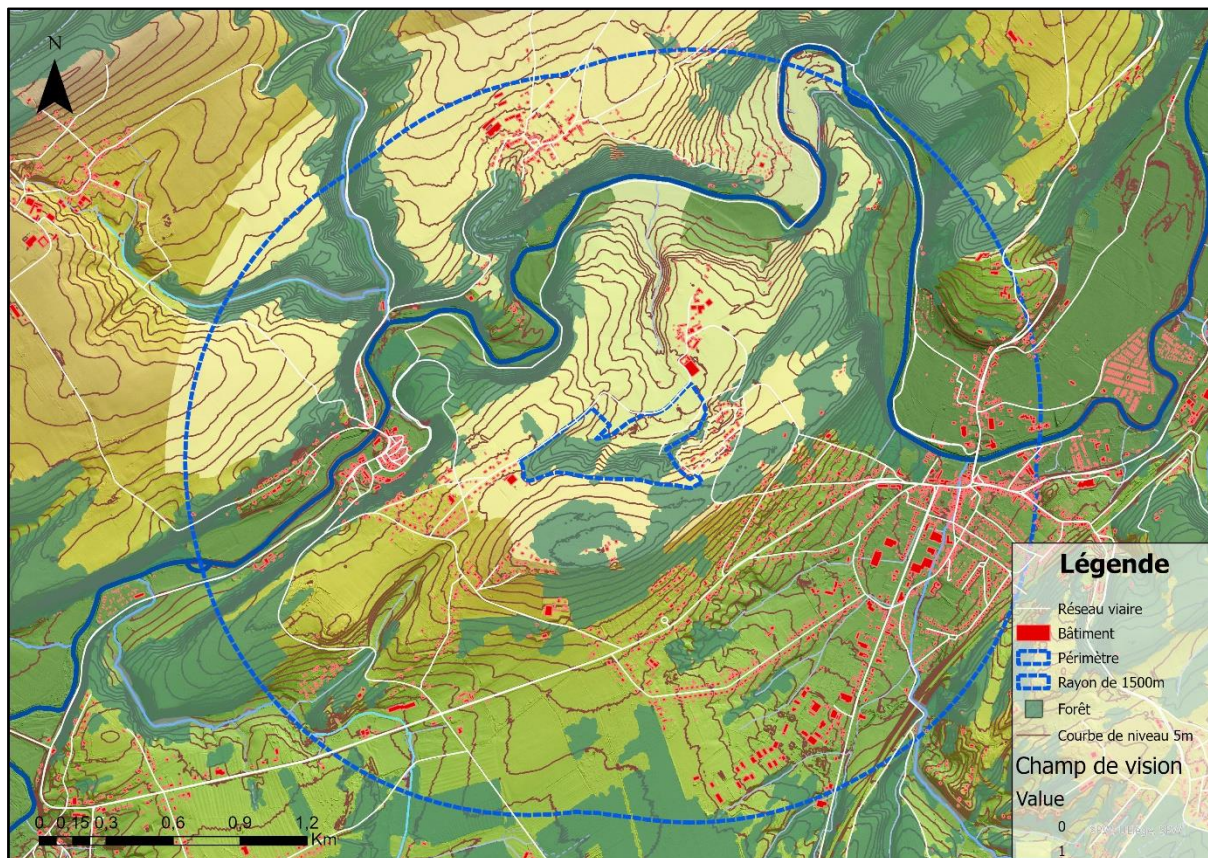 N
Légende
Réseau viaire
Bâtiment
Périmètre
Rayon de 1500m
Forêt
Courbe de niveau 5m
Champ de vision
Value
0
1
0 0,15 0,3 0,6 0,9 1,2
Km